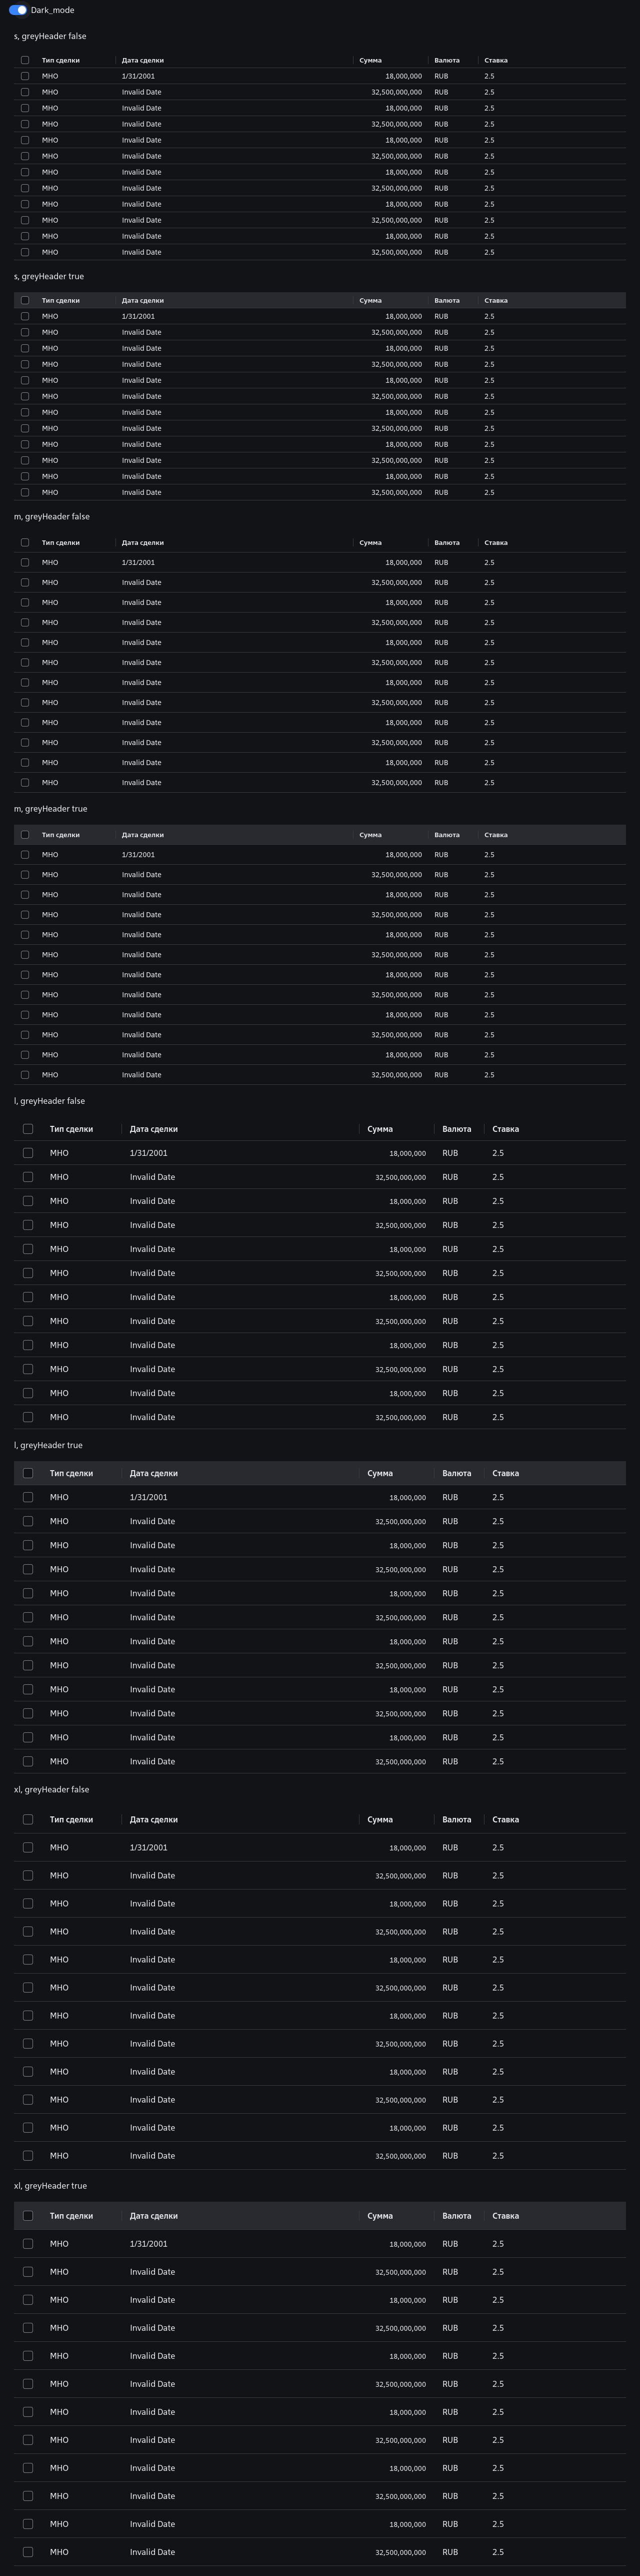 Dark_mode
s, greyHeader false
Тип сделки Дата сделки Сумма Валюта Ставка
МНО 1/31/2001 18,000,000 RUB 2.5
МНО Invalid Date 32,500,000,000 RUB 2.5
МНО Invalid Date 18,000,000 RUB 2.5
МНО Invalid Date 32,500,000,000 RUB 2.5
МНО Invalid Date 18,000,000 RUB 2.5
МНО Invalid Date 32,500,000,000 RUB 2.5
МНО Invalid Date 18,000,000 RUB 2.5
МНО Invalid Date 32,500,000,000 RUB 2.5
МНО Invalid Date 18,000,000 RUB 2.5
МНО Invalid Date 32,500,000,000 RUB 2.5
МНО Invalid Date 18,000,000 RUB 2.5
МНО Invalid Date 32,500,000,000 RUB 2.5
s, greyHeader true
Тип сделки Дата сделки Сумма Валюта Ставка
МНО 1/31/2001 18,000,000 RUB 2.5
МНО Invalid Date 32,500,000,000 RUB 2.5
МНО Invalid Date 18,000,000 RUB 2.5
МНО Invalid Date 32,500,000,000 RUB 2.5
МНО Invalid Date 18,000,000 RUB 2.5
МНО Invalid Date 32,500,000,000 RUB 2.5
МНО Invalid Date 18,000,000 RUB 2.5
МНО Invalid Date 32,500,000,000 RUB 2.5
МНО Invalid Date 18,000,000 RUB 2.5
МНО Invalid Date 32,500,000,000 RUB 2.5
МНО Invalid Date 18,000,000 RUB 2.5
МНО Invalid Date 32,500,000,000 RUB 2.5
m, greyHeader false
Тип сделки Дата сделки Сумма Валюта Ставка
МНО 1/31/2001 18,000,000 RUB 2.5
МНО Invalid Date 32,500,000,000 RUB 2.5
МНО Invalid Date 18,000,000 RUB 2.5
МНО Invalid Date 32,500,000,000 RUB 2.5
МНО Invalid Date 18,000,000 RUB 2.5
МНО Invalid Date 32,500,000,000 RUB 2.5
МНО Invalid Date 18,000,000 RUB 2.5
МНО Invalid Date 32,500,000,000 RUB 2.5
МНО Invalid Date 18,000,000 RUB 2.5
МНО Invalid Date 32,500,000,000 RUB 2.5
МНО Invalid Date 18,000,000 RUB 2.5
МНО Invalid Date 32,500,000,000 RUB 2.5
m, greyHeader true
Тип сделки Дата сделки Сумма Валюта Ставка
МНО 1/31/2001 18,000,000 RUB 2.5
МНО Invalid Date 32,500,000,000 RUB 2.5
МНО Invalid Date 18,000,000 RUB 2.5
МНО Invalid Date 32,500,000,000 RUB 2.5
МНО Invalid Date 18,000,000 RUB 2.5
МНО Invalid Date 32,500,000,000 RUB 2.5
МНО Invalid Date 18,000,000 RUB 2.5
МНО Invalid Date 32,500,000,000 RUB 2.5
МНО Invalid Date 18,000,000 RUB 2.5
МНО Invalid Date 32,500,000,000 RUB 2.5
МНО Invalid Date 18,000,000 RUB 2.5
МНО Invalid Date 32,500,000,000 RUB 2.5
l, greyHeader false
Тип сделки Дата сделки Сумма Валюта Ставка
МНО 1/31/2001 18,000,000 RUB 2.5
МНО Invalid Date 32,500,000,000 RUB 2.5
МНО Invalid Date 18,000,000 RUB 2.5
МНО Invalid Date 32,500,000,000 RUB 2.5
МНО Invalid Date 18,000,000 RUB 2.5
МНО Invalid Date 32,500,000,000 RUB 2.5
МНО Invalid Date 18,000,000 RUB 2.5
МНО Invalid Date 32,500,000,000 RUB 2.5
МНО Invalid Date 18,000,000 RUB 2.5
МНО Invalid Date 32,500,000,000 RUB 2.5
МНО Invalid Date 18,000,000 RUB 2.5
МНО Invalid Date 32,500,000,000 RUB 2.5
l, greyHeader true
Тип сделки Дата сделки Сумма Валюта Ставка
МНО 1/31/2001 18,000,000 RUB 2.5
МНО Invalid Date 32,500,000,000 RUB 2.5
МНО Invalid Date 18,000,000 RUB 2.5
МНО Invalid Date 32,500,000,000 RUB 2.5
МНО Invalid Date 18,000,000 RUB 2.5
МНО Invalid Date 32,500,000,000 RUB 2.5
МНО Invalid Date 18,000,000 RUB 2.5
МНО Invalid Date 32,500,000,000 RUB 2.5
МНО Invalid Date 18,000,000 RUB 2.5
МНО Invalid Date 32,500,000,000 RUB 2.5
МНО Invalid Date 18,000,000 RUB 2.5
МНО Invalid Date 32,500,000,000 RUB 2.5
xl, greyHeader false
Тип сделки Дата сделки Сумма Валюта Ставка
МНО 1/31/2001 18,000,000 RUB 2.5
МНО Invalid Date 32,500,000,000 RUB 2.5
МНО Invalid Date 18,000,000 RUB 2.5
МНО Invalid Date 32,500,000,000 RUB 2.5
МНО Invalid Date 18,000,000 RUB 2.5
МНО Invalid Date 32,500,000,000 RUB 2.5
МНО Invalid Date 18,000,000 RUB 2.5
МНО Invalid Date 32,500,000,000 RUB 2.5
МНО Invalid Date 18,000,000 RUB 2.5
МНО Invalid Date 32,500,000,000 RUB 2.5
МНО Invalid Date 18,000,000 RUB 2.5
МНО Invalid Date 32,500,000,000 RUB 2.5
xl, greyHeader true
Тип сделки Дата сделки Сумма Валюта Ставка
МНО 1/31/2001 18,000,000 RUB 2.5
МНО Invalid Date 32,500,000,000 RUB 2.5
МНО Invalid Date 18,000,000 RUB 2.5
МНО Invalid Date 32,500,000,000 RUB 2.5
МНО Invalid Date 18,000,000 RUB 2.5
МНО Invalid Date 32,500,000,000 RUB 2.5
МНО Invalid Date 18,000,000 RUB 2.5
МНО Invalid Date 32,500,000,000 RUB 2.5
МНО Invalid Date 18,000,000 RUB 2.5
МНО Invalid Date 32,500,000,000 RUB 2.5
МНО Invalid Date 18,000,000 RUB 2.5
МНО Invalid Date 32,500,000,000 RUB 2.5